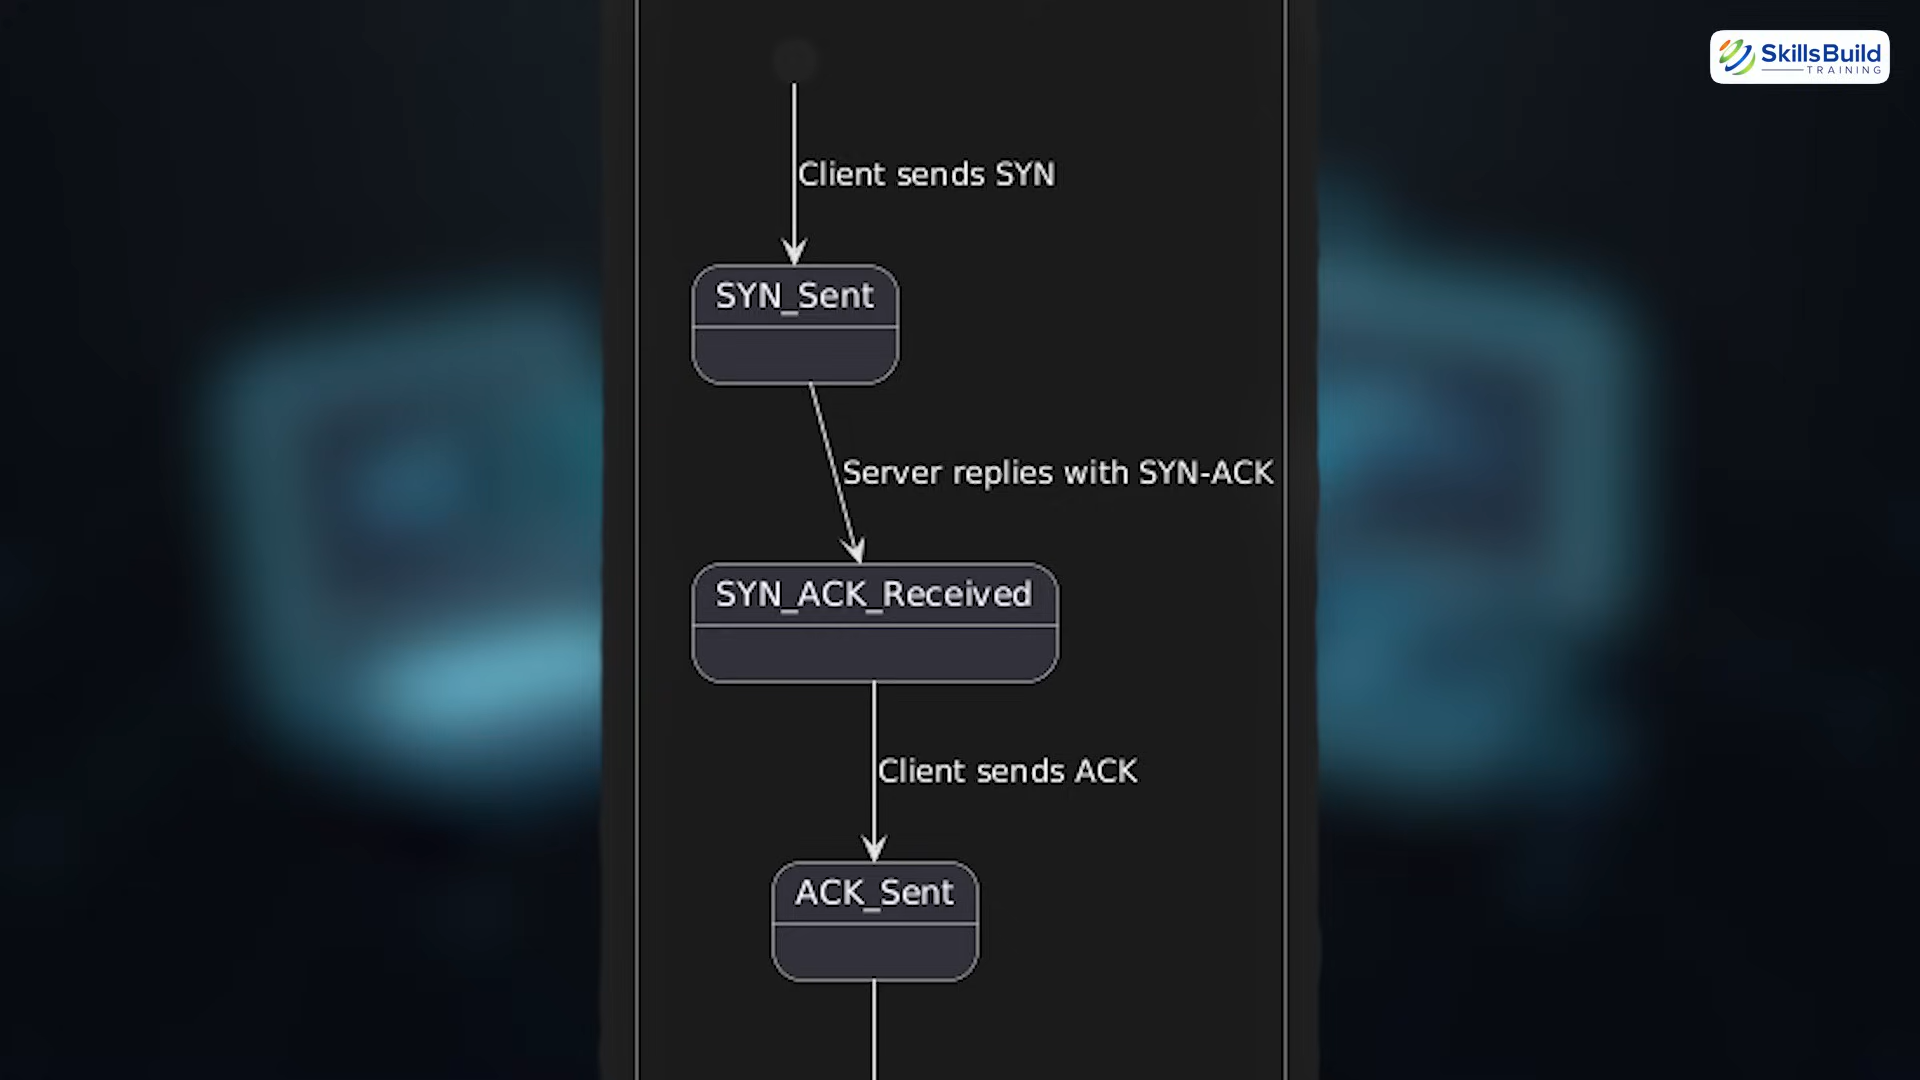 SkillsBuild
TRAINING
Client sends SYN
SYN_Sent
Server replies with SYN-ACK
SYN_ACK_Received
Client sends ACK
ACK_Sent